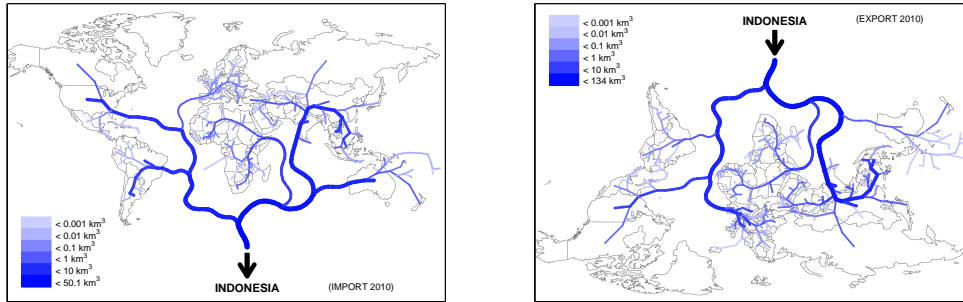 < 0.001 km³
< 0.01 km³
< 0.1 km³
< 1 km³
< 10 km³
< 50.1 km³
INDONESIA (IMPORT 2010)
INDONESIA (EXPORT 2010)
< 0.001 km³
< 0.01 km³
< 0.1 km³
< 1 km³
< 10 km³
< 134 km³